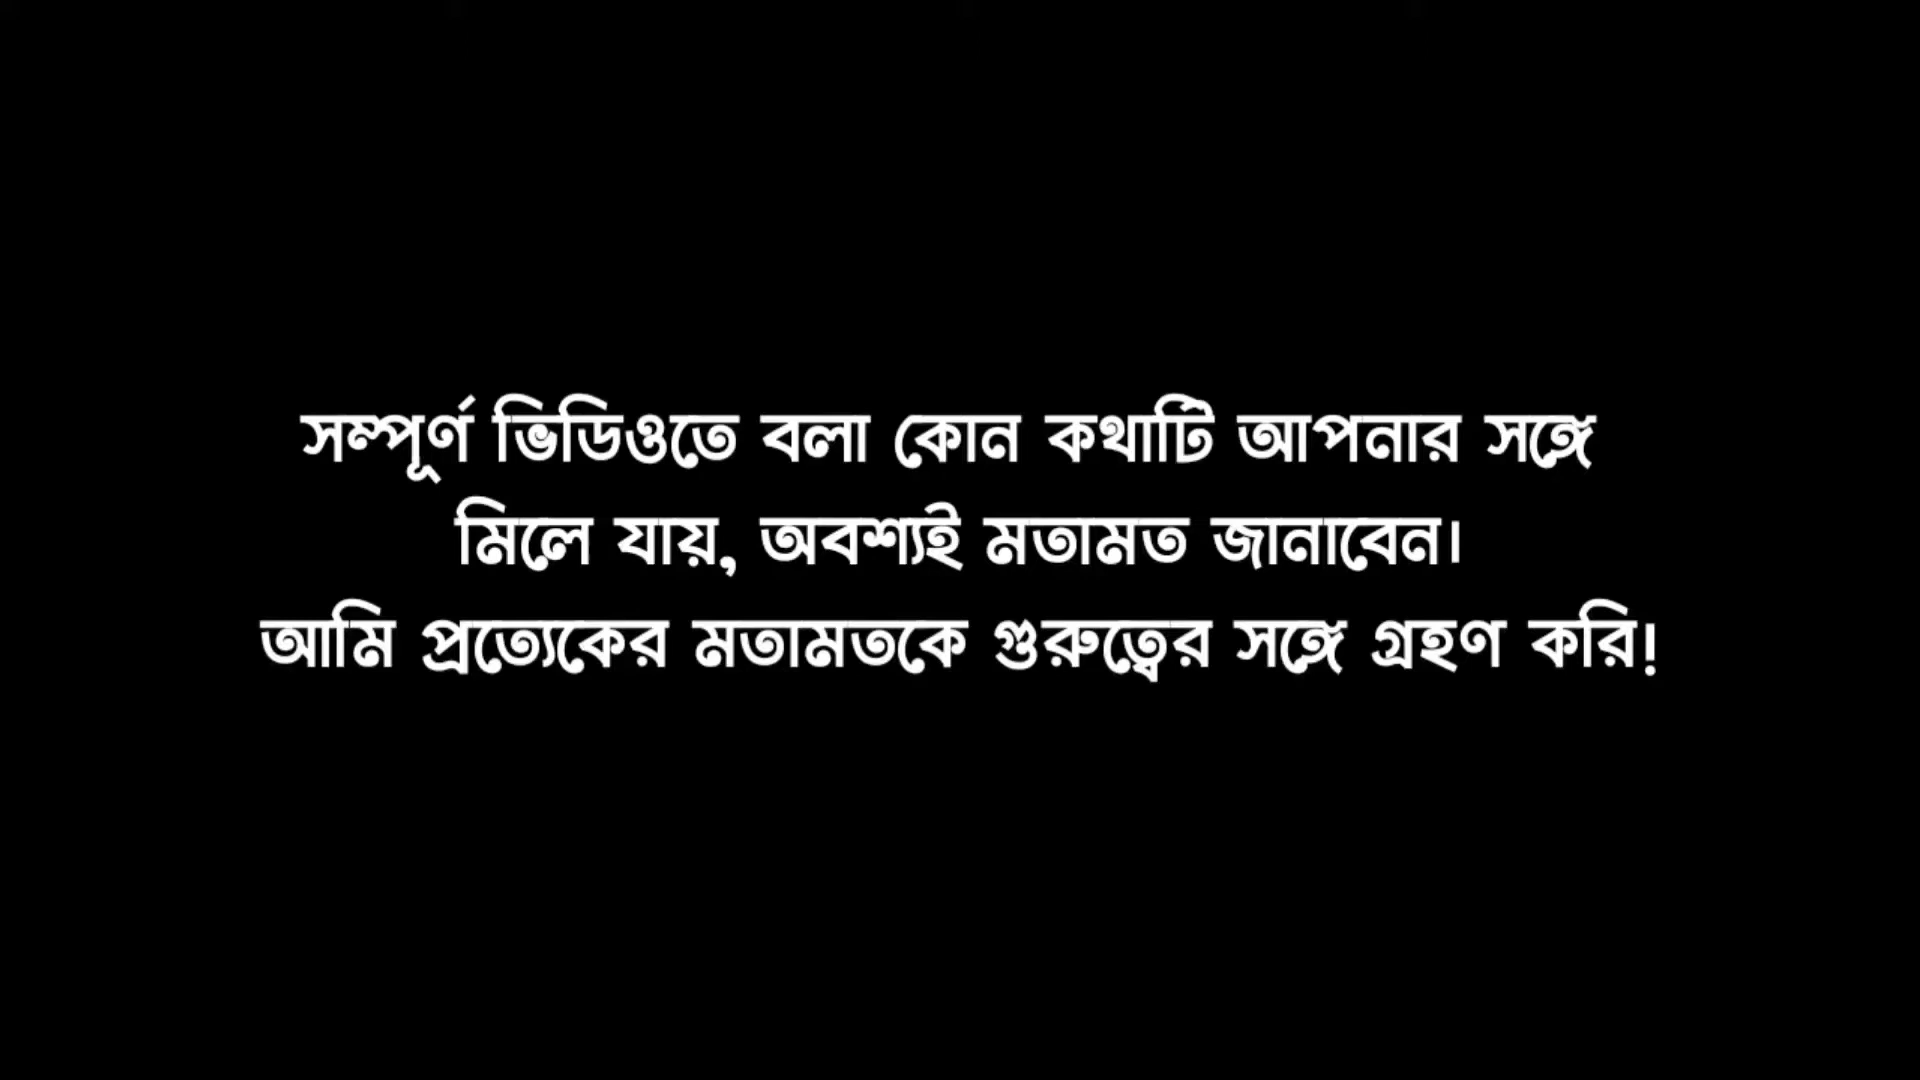 সম্পূর্ণ ভিডিওতে বলা কোন কথাটি আপনার সঙ্গে
মিলে যায়, অবশ্যই মতামত জানাবেন।
আমি প্রত্যেকের মতামতকে গুরুত্বের সঙ্গে গ্রহণ করি!